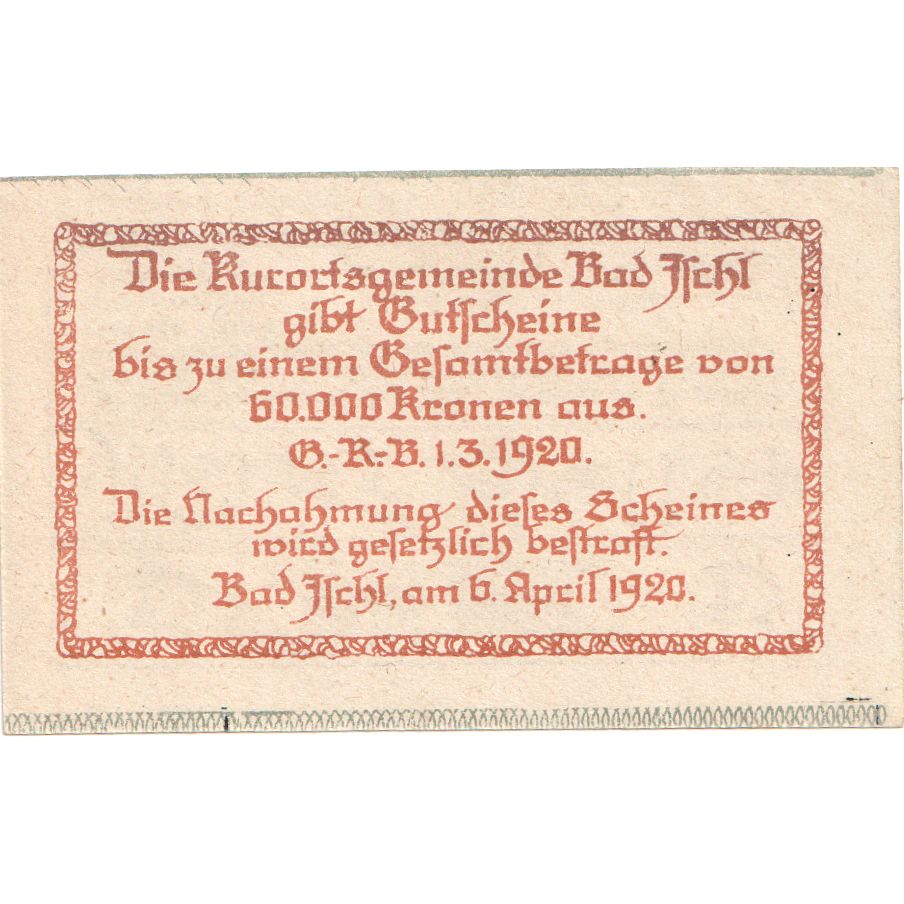 Die Kurortsgemeinde Bad Ischl
gibt Gutscheine
bis zu einem Gesamtbetrage von
60.000 Kronen aus.
G.-R.-B. 1.3.1920.
Die Nachahmung dieses Scheines
wird gesetzlich bestraft.
Bad Ischl, am 6. April 1920.